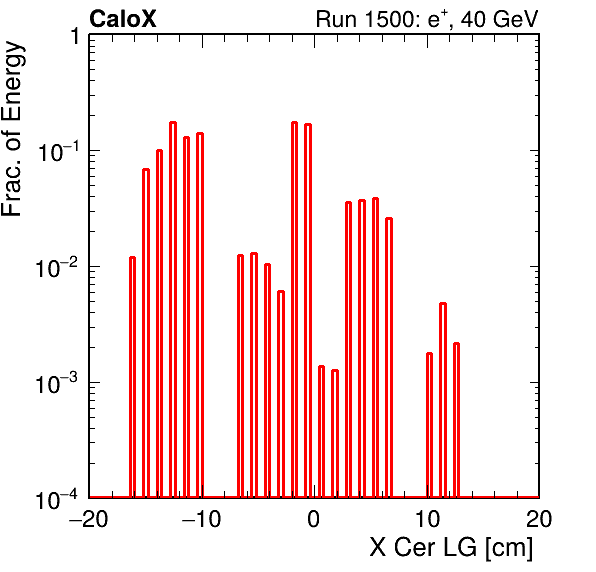 CaloX Run 1500: e⁺, 40 GeV
Frac. of Energy
1
10⁻¹
10⁻²
10⁻³
10⁻⁴
−20 −10 0 10 20
X Cer LG [cm]